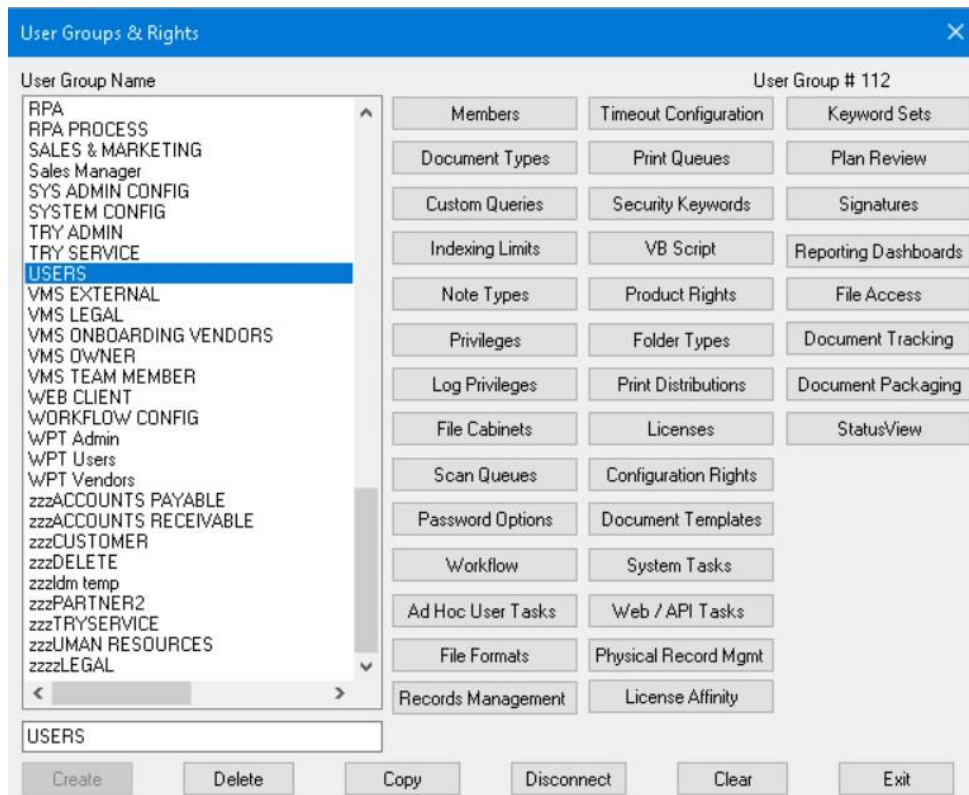 User Groups & Rights
User Group Name
User Group # 112
RPA
RPA PROCESS
SALES & MARKETING
Sales Manager
SYS ADMIN CONFIG
SYSTEM CONFIG
TRY ADMIN
TRY SERVICE
USERS
VMS EXTERNAL
VMS LEGAL
VMS ONBOARDING VENDORS
VMS OWNER
VMS TEAM MEMBER
WEB CLIENT
WORKFLOW CONFIG
WPT Admin
WPT Users
WPT Vendors
zzzACCOUNTS PAYABLE
zzzACCOUNTS RECEIVABLE
zzzCUSTOMER
zzzDELETE
zzzldm temp
zzzPARTNER2
zzzTRYSERVICE
zzzUMAN RESOURCES
zzzzLEGAL
USERS
Members
Document Types
Custom Queries
Indexing Limits
Note Types
Privileges
Log Privileges
File Cabinets
Scan Queues
Password Options
Workflow
Ad Hoc User Tasks
File Formats
Records Management
Timeout Configuration
Print Queues
Security Keywords
VB Script
Product Rights
Folder Types
Print Distributions
Licenses
Configuration Rights
Document Templates
System Tasks
Web / API Tasks
Physical Record Mgmt
License Affinity
Keyword Sets
Plan Review
Signatures
Reporting Dashboards
File Access
Document Tracking
Document Packaging
StatusView
Create
Delete
Copy
Disconnect
Clear
Exit